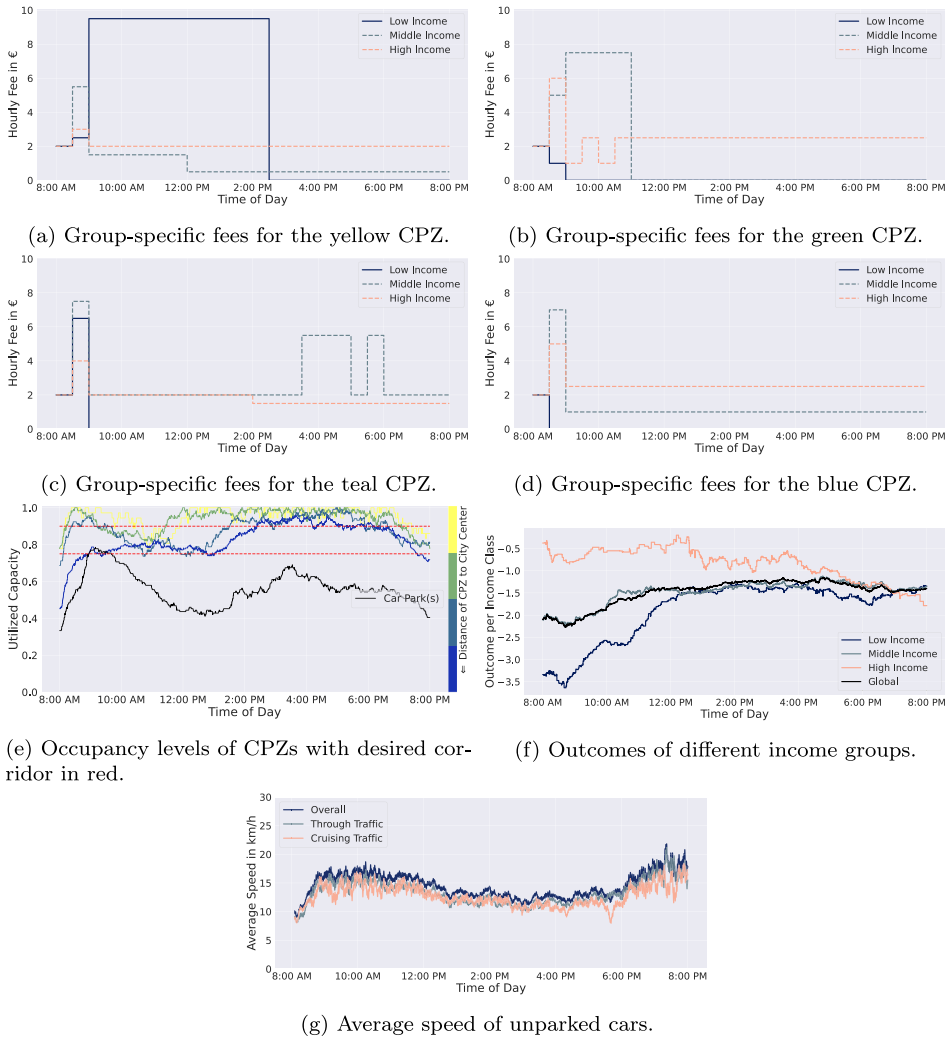 10
8
6
4
2
0
Hourly Fee in €
Low Income
Middle Income
High Income
8:00 AM 10:00 AM 12:00 PM 2:00 PM 4:00 PM 6:00 PM 8:00 PM
Time of Day
(a) Group-specific fees for the yellow CPZ.
10
8
6
4
2
0
Hourly Fee in €
Low Income
Middle Income
High Income
8:00 AM 10:00 AM 12:00 PM 2:00 PM 4:00 PM 6:00 PM 8:00 PM
Time of Day
(b) Group-specific fees for the green CPZ.
10
8
6
4
2
0
Hourly Fee in €
Low Income
Middle Income
High Income
8:00 AM 10:00 AM 12:00 PM 2:00 PM 4:00 PM 6:00 PM 8:00 PM
Time of Day
(c) Group-specific fees for the teal CPZ.
10
8
6
4
2
0
Hourly Fee in €
Low Income
Middle Income
High Income
8:00 AM 10:00 AM 12:00 PM 2:00 PM 4:00 PM 6:00 PM 8:00 PM
Time of Day
(d) Group-specific fees for the blue CPZ.
1.0
0.8
0.6
0.4
0.2
0.0
Utilized Capacity
Car Park(s)
⇐ Distance of CPZ to City Center
8:00 AM 10:00 AM 12:00 PM 2:00 PM 4:00 PM 6:00 PM 8:00 PM
Time of Day
(e) Occupancy levels of CPZs with desired cor-
ridor in red.
−0,5
−1.0
−1.5
−2.0
−2.5
−3.0
−3.5
Outcome per Income Class
Low Income
Middle Income
High Income
Global
8:00 AM 10:00 AM 12:00 PM 2:00 PM 4:00 PM 6:00 PM 8:00 PM
Time of Day
(f) Outcomes of different income groups.
30
25
20
15
10
5
0
Average Speed in km/h
Overall
Through Traffic
Cruising Traffic
8:00 AM 10:00 AM 12:00 PM 2:00 PM 4:00 PM 6:00 PM 8:00 PM
Time of Day
(g) Average speed of unparked cars.